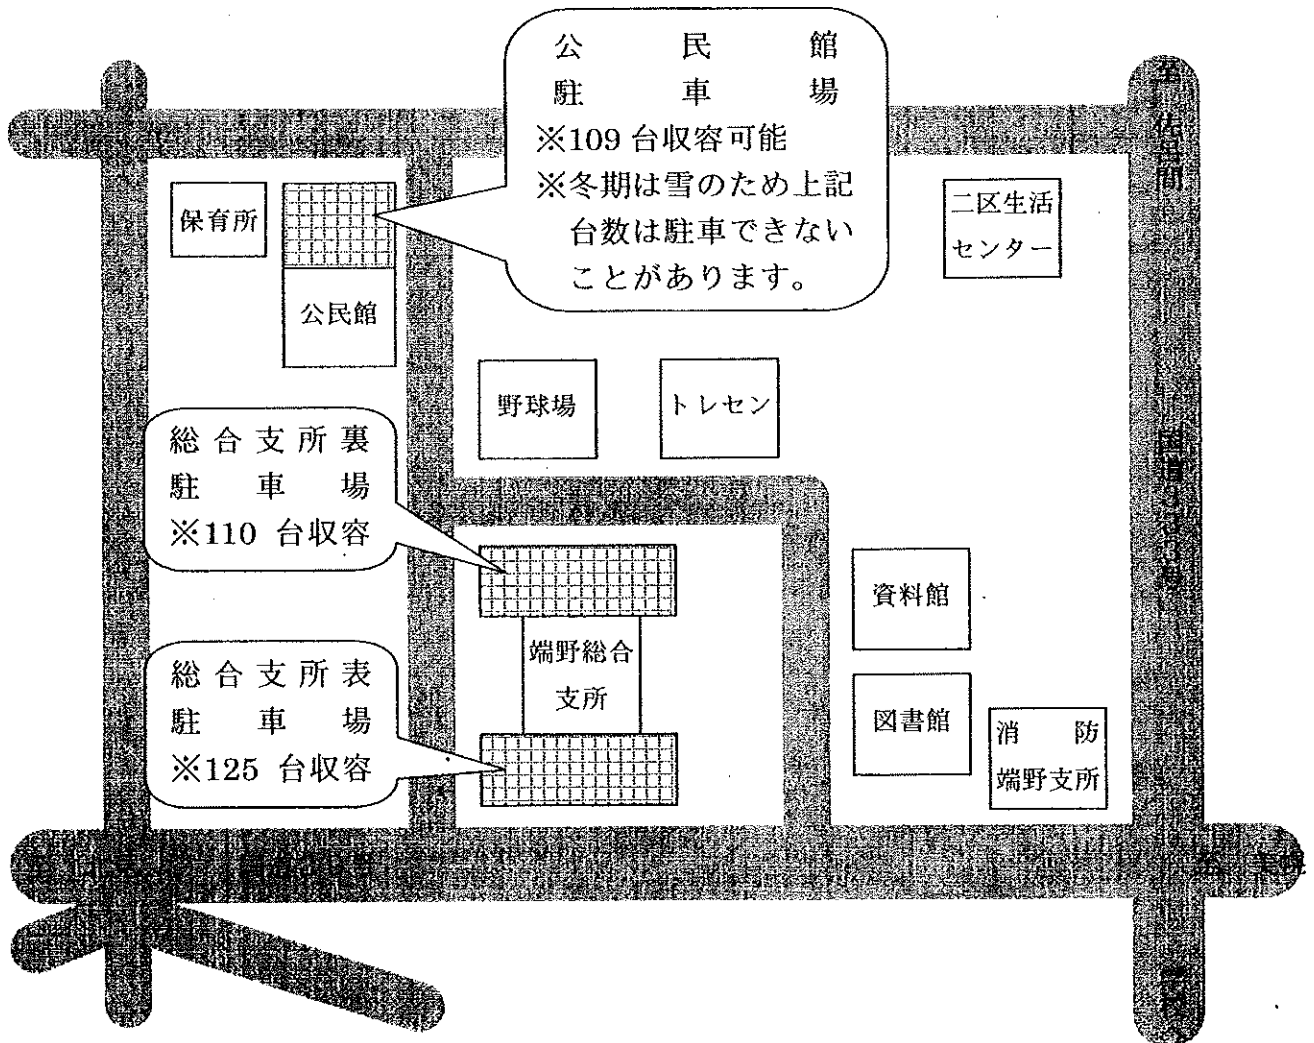 公民館
駐車場
※109 台収容可能
※冬期は雪のため上記
台数は駐車できない
ことがあります。
至 佐呂間
保育所
公民館
二区生活
センター
野球場
トレセン
総合支所裏
駐車場
※110 台収容
端野総合
支所
資料館
図書館
消防
端野支所
総合支所表
駐車場
※125 台収容